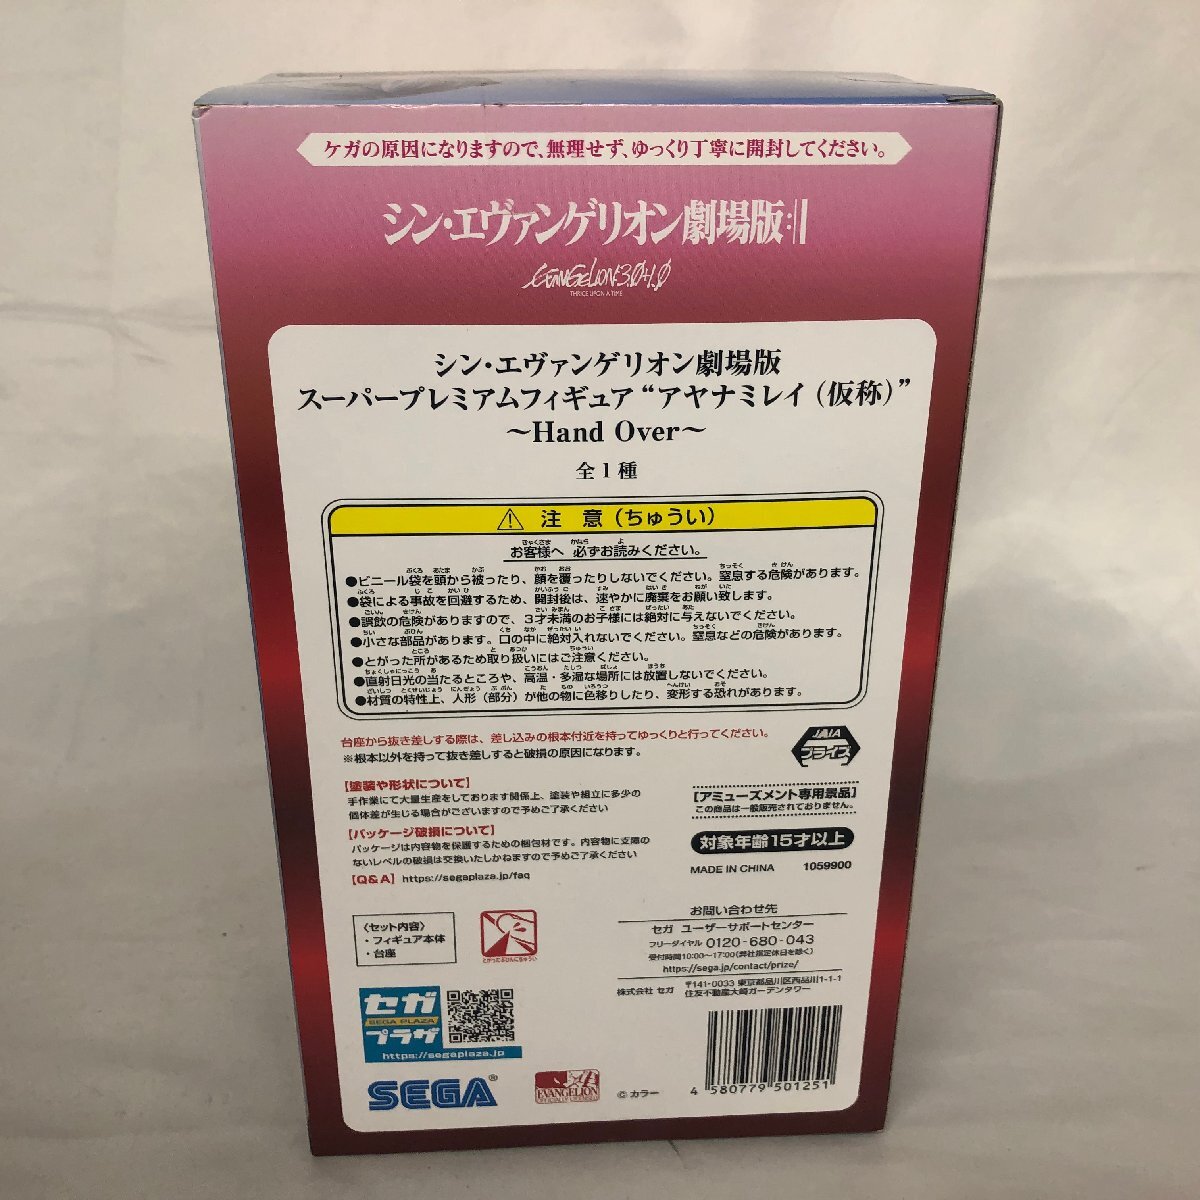 ケガの原因になりますので、無理せず、ゆっくり丁寧に開封してください。
シン・エヴァンゲリオン劇場版:||
EVANGELION:3.0+1.0
THRICE UPON A TIME
シン・エヴァンゲリオン劇場版
スーパープレミアムフィギュア“アヤナミレイ（仮称）”
～Hand Over～
全1種
注 意（ちゅうい）
お客様へ 必ずお読みください。
●ビニール袋を頭から被ったり、顔を覆ったりしないでください。窒息する危険があります。
●袋による事故を回避するため、開封後は、速やかに廃棄をお願い致します。
●誤飲の危険がありますので、3才未満のお子様には絶対に与えないでください。
●小さな部品があります。口の中に絶対入れないでください。窒息などの危険があります。
●とがった所があるため取り扱いにはご注意ください。
●直射日光の当たるところや、高温・多湿な場所には放置しないでください。
●材質の特性上、人形（部分）が他の物に色移りしたり、変形する恐れがあります。
台座から抜き差しする際は、差し込みの根本付近を持ってゆっくりと行ってください。
※根本以外を持って抜き差しすると破損の原因になります。
JAIA
プライズ
【塗装や形状について】
手作業にて大量生産をしております関係上、塗装や組立に多少の
個体差が生じる場合がございますので予めご了承ください
【パッケージ破損について】
パッケージは内容物を保護するための梱包材です。内容物に支障の
ないレベルの破損は交換いたしかねますので予めご了承ください
【Q&A】https://segaplaza.jp/faq
【アミューズメント専用景品】
この商品は一般販売されておりません。
対象年齢15才以上
MADE IN CHINA 1059900
〈セット内容〉
・フィギュア本体
・台座
とがったぶひんにちゅうい
お問い合わせ先
セガ ユーザーサポートセンター
フリーダイヤル 0120-680-043
受付時間10:00～17:00（弊社指定休日を除く）
https://sega.jp/contact/prize/
株式会社 セガ 〒141-0033 東京都品川区西品川1-1-1
住友不動産大崎ガーデンタワー
セガ
SEGA PLAZA
プラザ
https://segaplaza.jp/
SEGA®
EVANGELION
OFFICIALLY LICENSED
© カラー
4 580779 501251